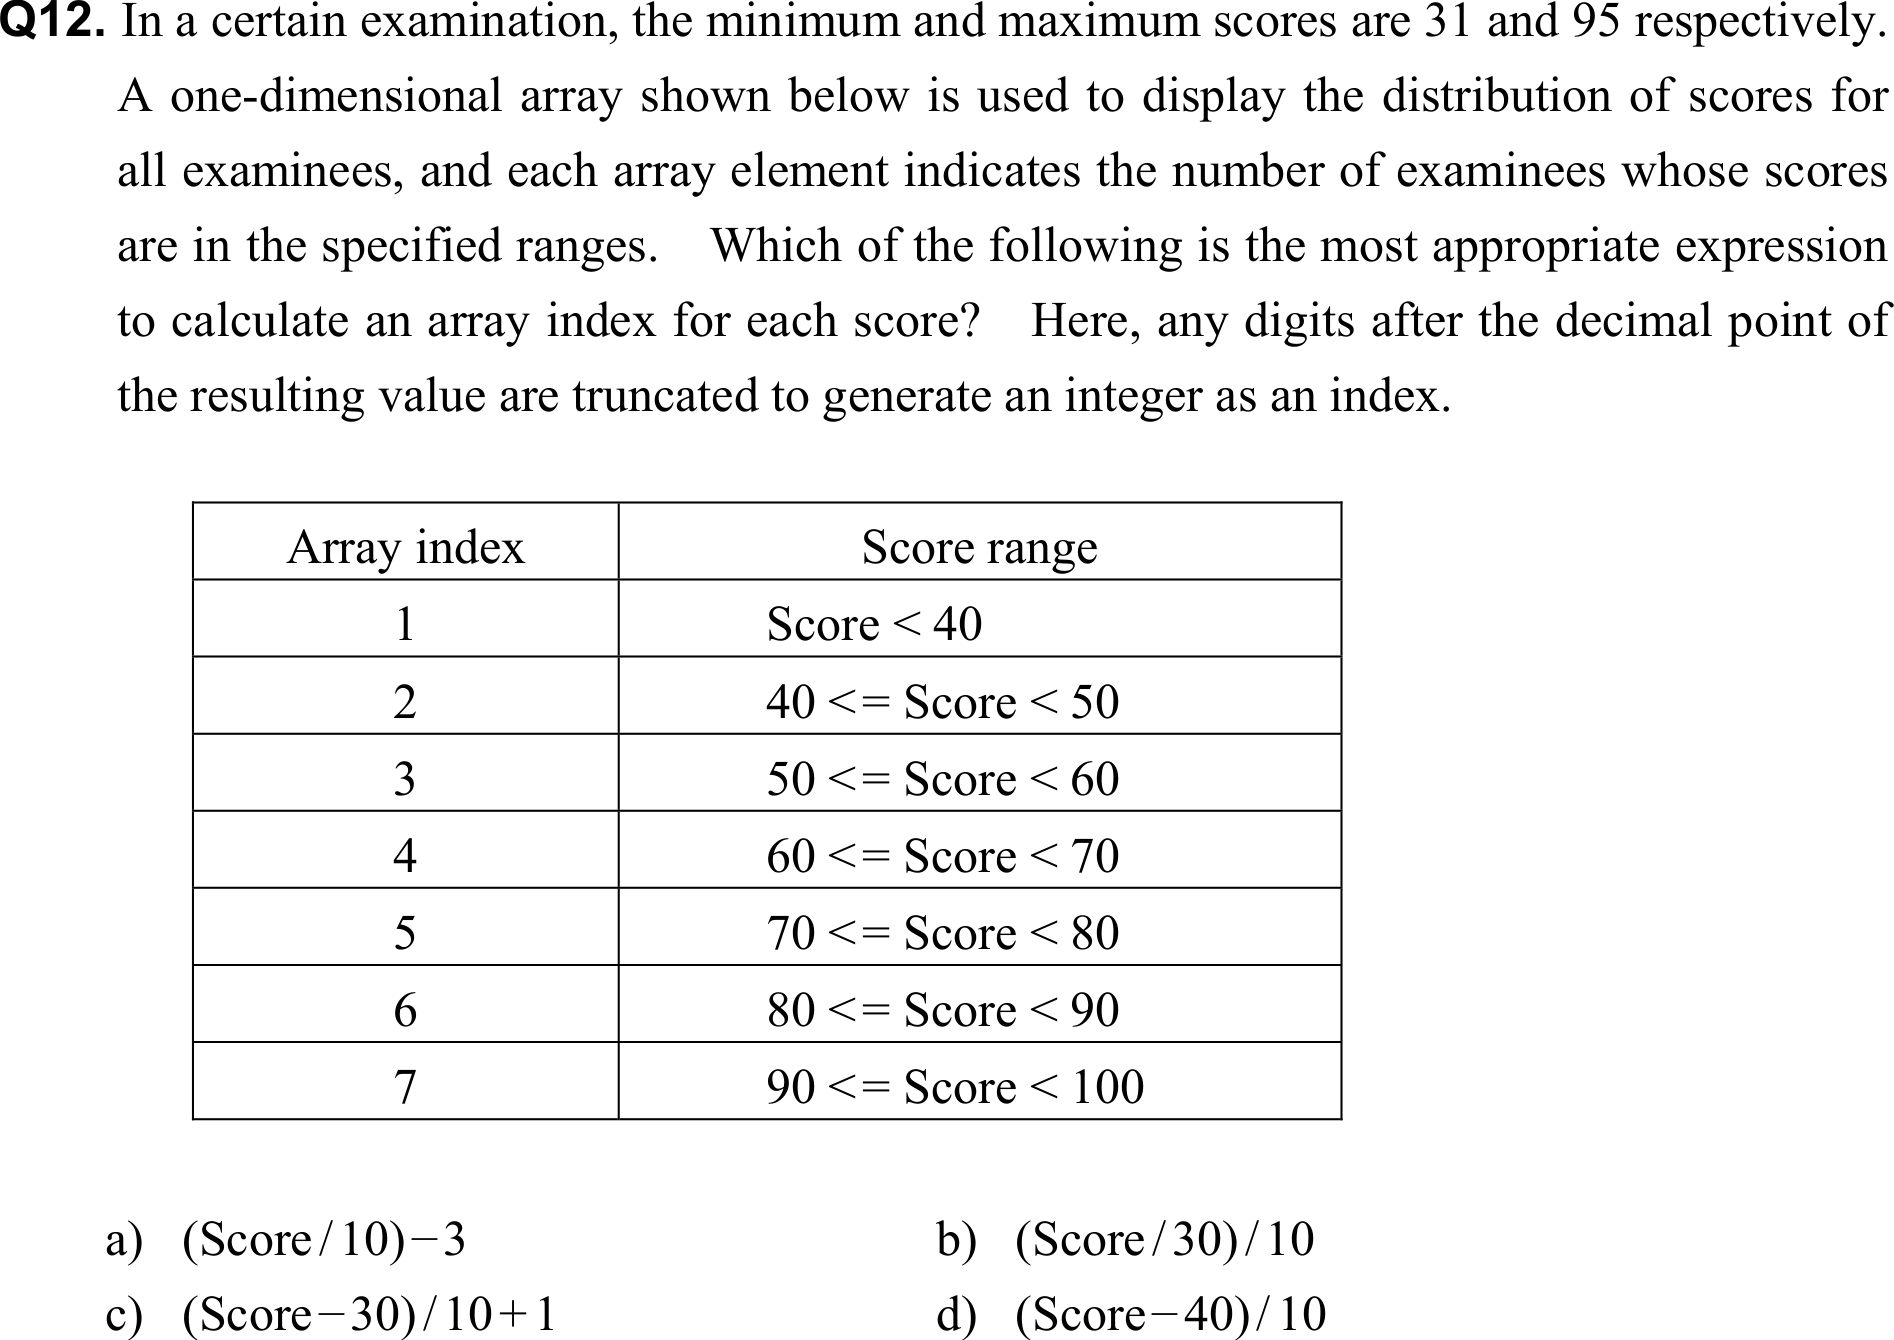 Q12. In a certain examination, the minimum and maximum scores are 31 and 95 respectively.
A one-dimensional array shown below is used to display the distribution of scores for
all examinees, and each array element indicates the number of examinees whose scores
are in the specified ranges. Which of the following is the most appropriate expression
to calculate an array index for each score? Here, any digits after the decimal point of
the resulting value are truncated to generate an integer as an index.
Array index Score range
1 Score < 40
2 40 <= Score < 50
3 50 <= Score < 60
4 60 <= Score < 70
5 70 <= Score < 80
6 80 <= Score < 90
7 90 <= Score < 100
a) (Score/10)−3 b) (Score/30)/10
c) (Score−30)/10+1 d) (Score−40)/10